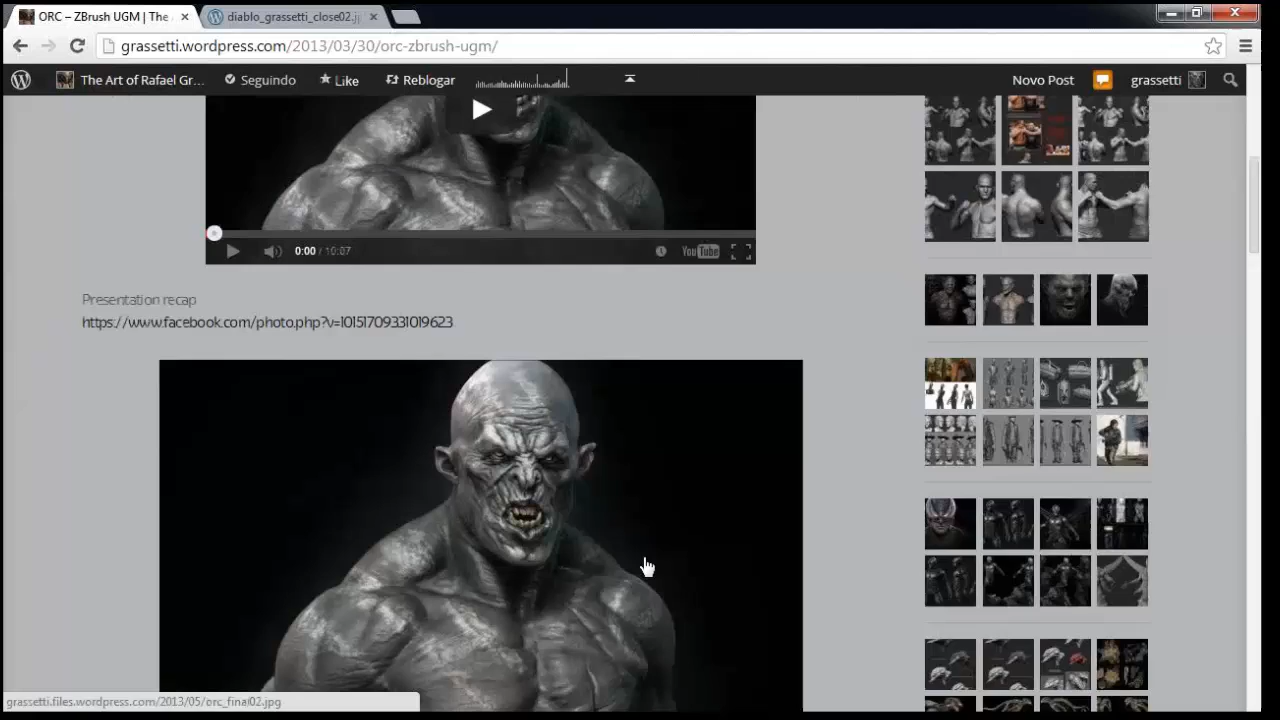 ORC – ZBrush UGM | The
diablo_grassetti_close02.j
grassetti.wordpress.com/2013/03/30/orc-zbrush-ugm/
The Art of Rafael Gr...
Seguindo
Like
Reblogar
Novo Post
grassetti
0:00 / 10:07
YouTube
Presentation recap
https://www.facebook.com/photo.php?v=10151709331019623
grassetti.files.wordpress.com/2013/05/orc_final02.jpg